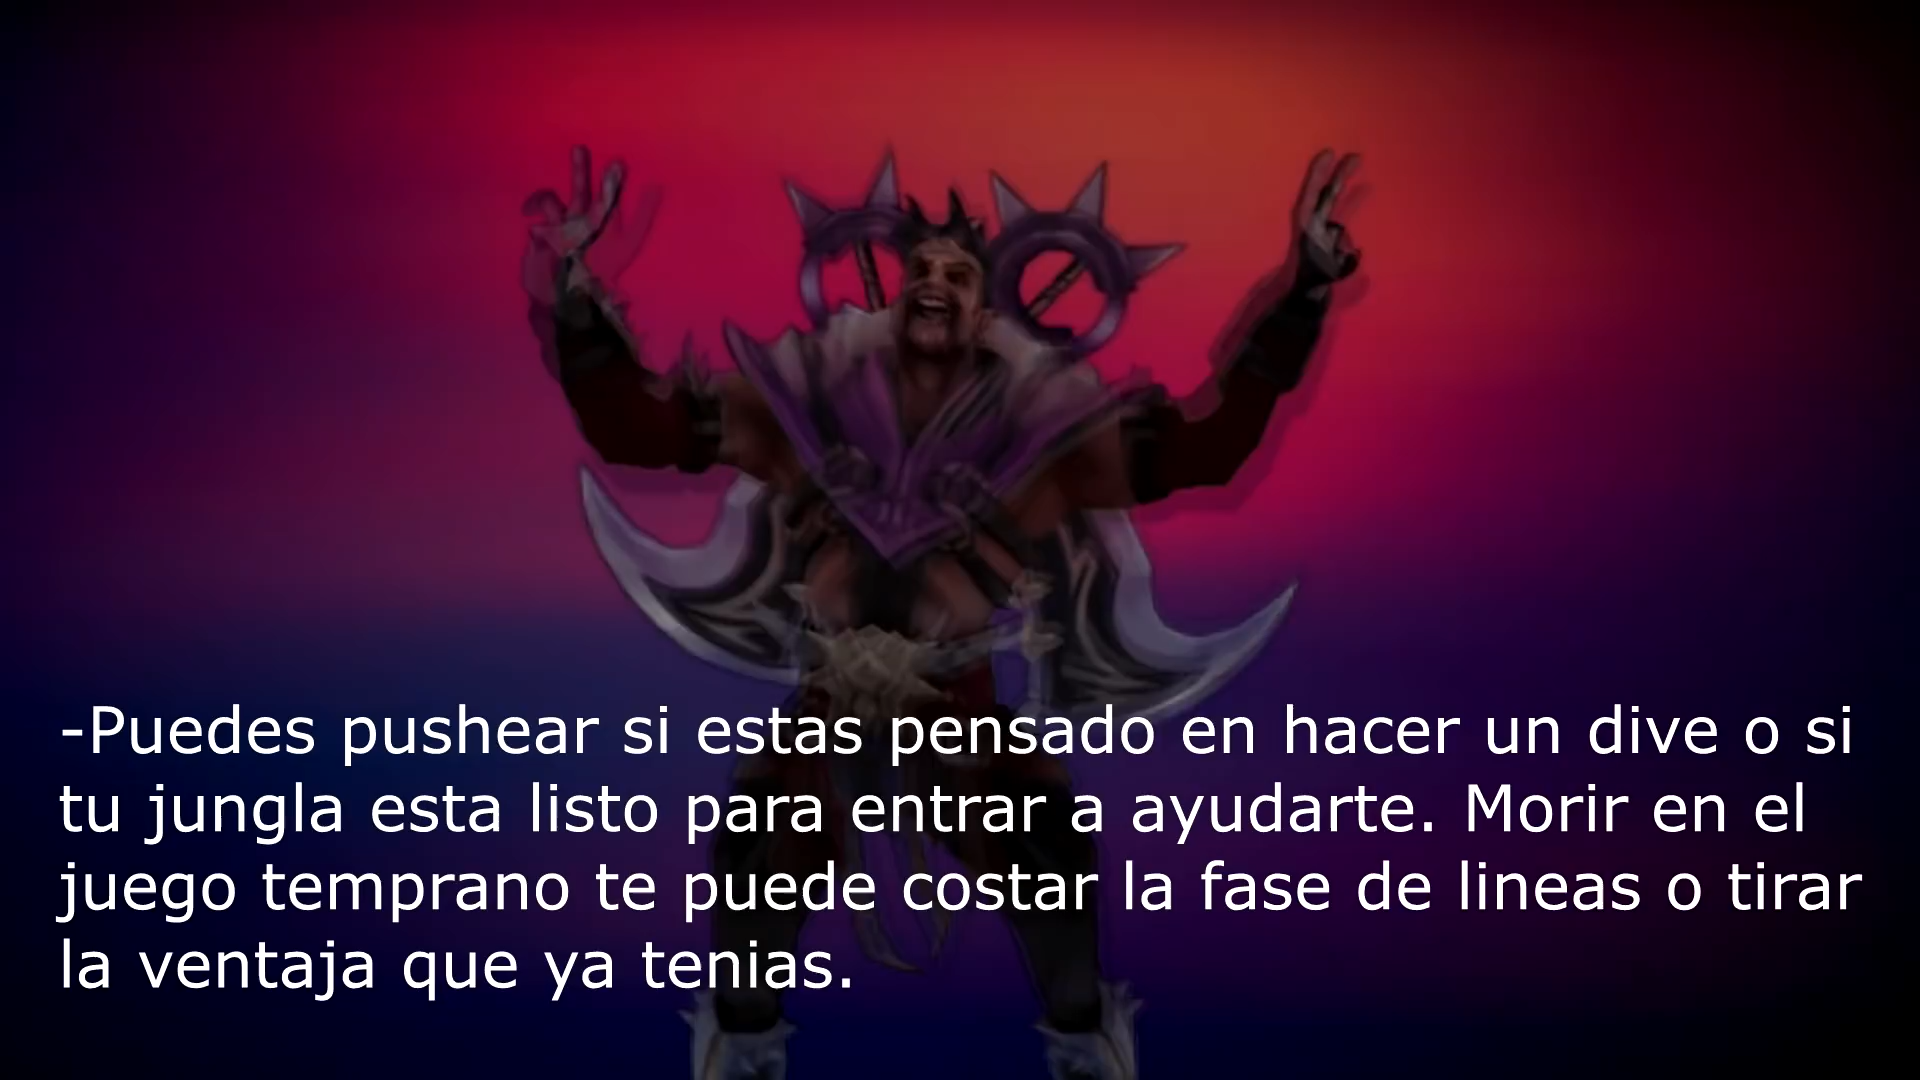 -Puedes pushear si estas pensado en hacer un dive o si
tu jungla esta listo para entrar a ayudarte. Morir en el
juego temprano te puede costar la fase de lineas o tirar
la ventaja que ya tenias.